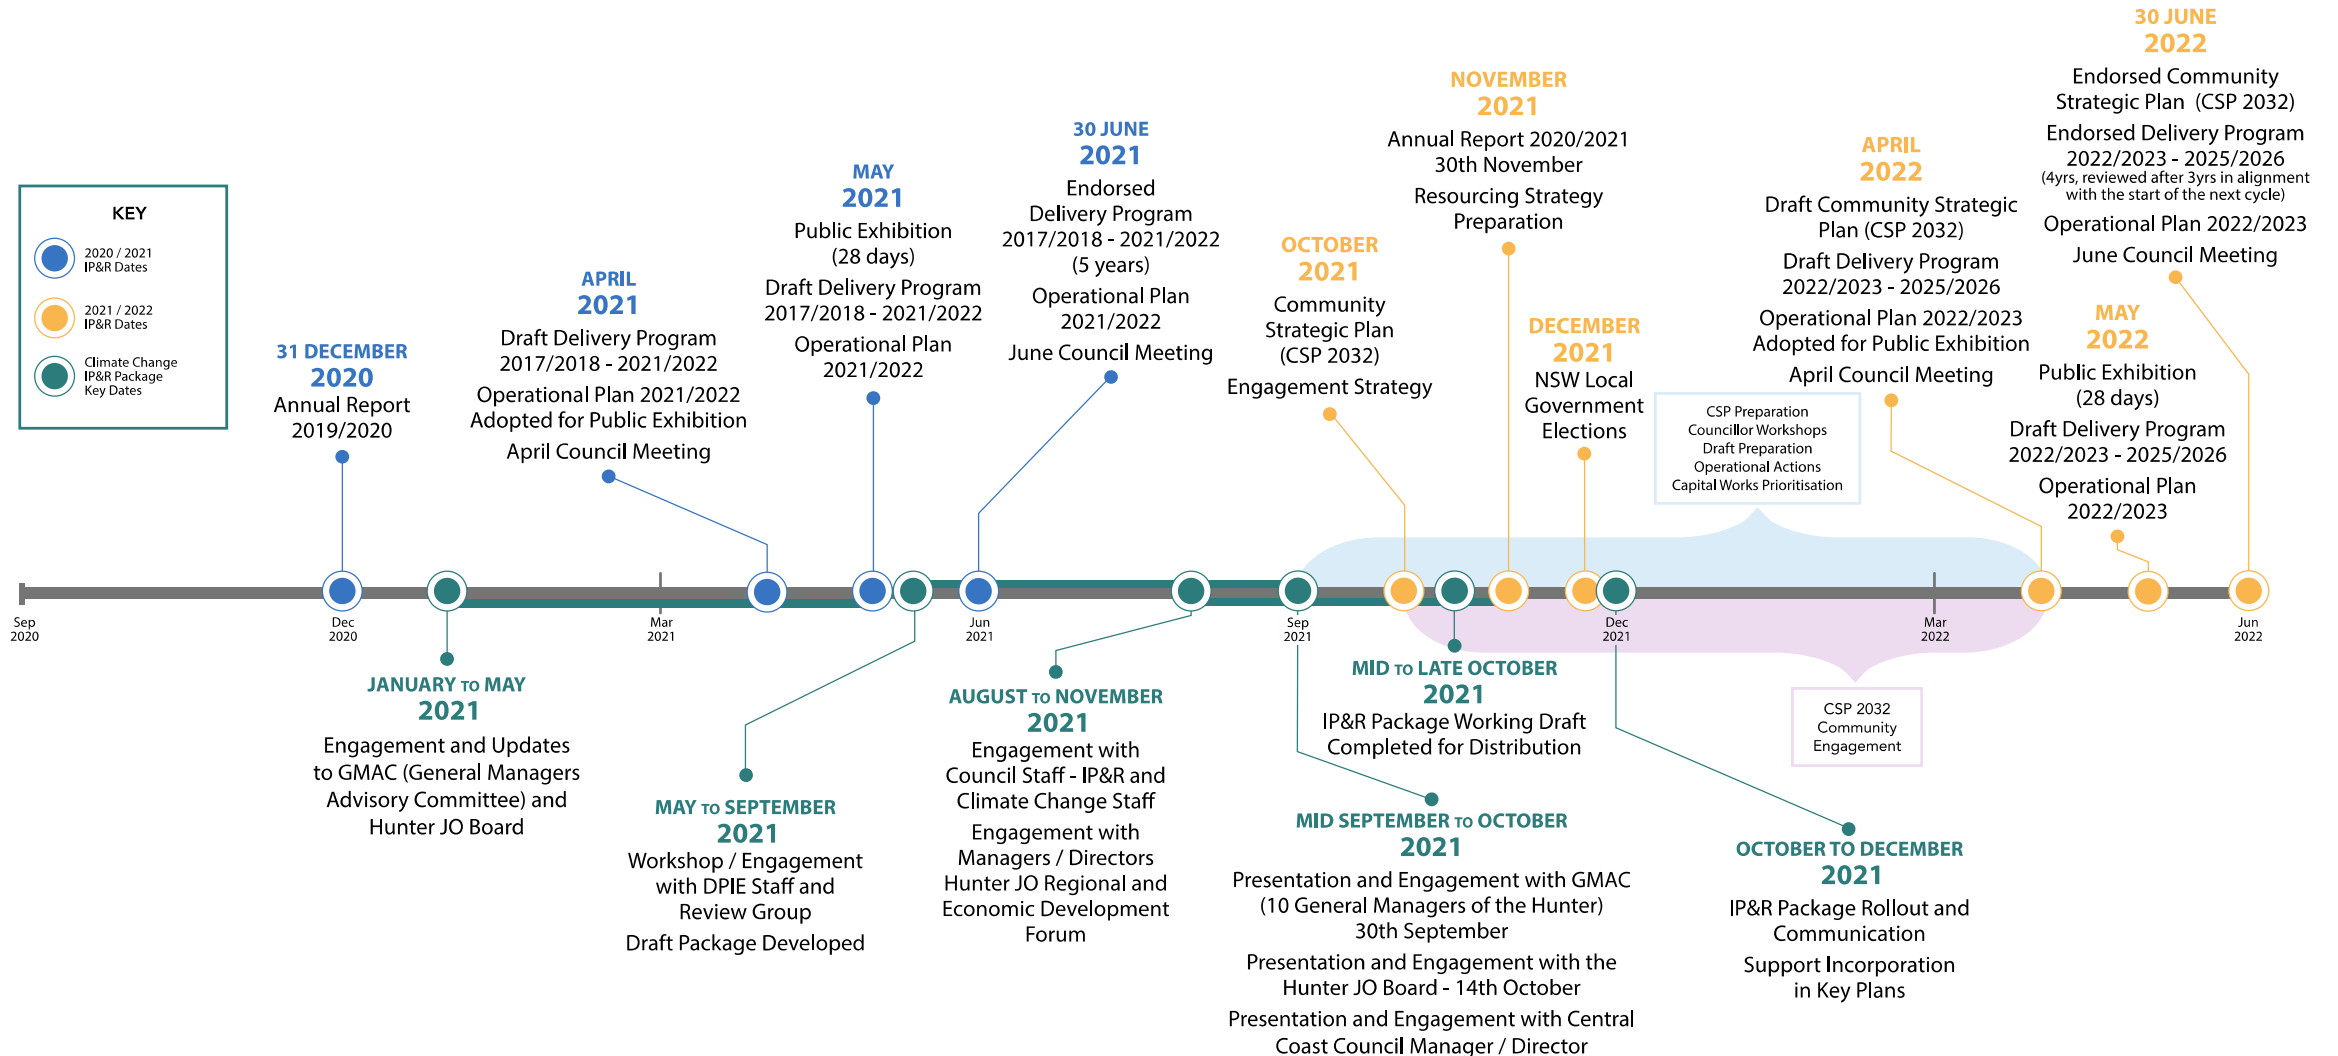 KEY
2020 / 2021
IP&R Dates
2021 / 2022
IP&R Dates
Climate Change
IP&R Package
Key Dates
31 DECEMBER
2020
Annual Report
2019/2020
APRIL
2021
Draft Delivery Program
2017/2018 - 2021/2022
Operational Plan 2021/2022
Adopted for Public Exhibition
April Council Meeting
MAY
2021
Public Exhibition
(28 days)
Draft Delivery Program
2017/2018 - 2021/2022
Operational Plan
2021/2022
30 JUNE
2021
Endorsed
Delivery Program
2017/2018 - 2021/2022
(5 years)
Operational Plan
2021/2022
June Council Meeting
OCTOBER
2021
Community
Strategic Plan
(CSP 2032)
Engagement Strategy
NOVEMBER
2021
Annual Report 2020/2021
30th November
Resourcing Strategy
Preparation
DECEMBER
2021
NSW Local
Government
Elections
CSP Preparation
Councillor Workshops
Draft Preparation
Operational Actions
Capital Works Prioritisation
APRIL
2022
Draft Community Strategic
Plan (CSP 2032)
Draft Delivery Program
2022/2023 - 2025/2026
Operational Plan 2022/2023
Adopted for Public Exhibition
April Council Meeting
MAY
2022
Public Exhibition
(28 days)
Draft Delivery Program
2022/2023 - 2025/2026
Operational Plan
2022/2023
30 JUNE
2022
Endorsed Community
Strategic Plan (CSP 2032)
Endorsed Delivery Program
2022/2023 - 2025/2026
(4yrs, reviewed after 3yrs in alignment
with the start of the next cycle)
Operational Plan 2022/2023
June Council Meeting
Sep
2020
Dec
2020
Mar
2021
Jun
2021
Sep
2021
Dec
2021
Mar
2022
Jun
2022
JANUARY TO MAY
2021
Engagement and Updates
to GMAC (General Managers
Advisory Committee) and
Hunter JO Board
MAY TO SEPTEMBER
2021
Workshop / Engagement
with DPIE Staff and
Review Group
Draft Package Developed
AUGUST TO NOVEMBER
2021
Engagement with
Council Staff - IP&R and
Climate Change Staff
Engagement with
Managers / Directors
Hunter JO Regional and
Economic Development
Forum
MID TO LATE OCTOBER
2021
IP&R Package Working Draft
Completed for Distribution
MID SEPTEMBER TO OCTOBER
2021
Presentation and Engagement with GMAC
(10 General Managers of the Hunter)
30th September
Presentation and Engagement with the
Hunter JO Board - 14th October
Presentation and Engagement with Central
Coast Council Manager / Director
CSP 2032
Community
Engagement
OCTOBER TO DECEMBER
2021
IP&R Package Rollout and
Communication
Support Incorporation
in Key Plans